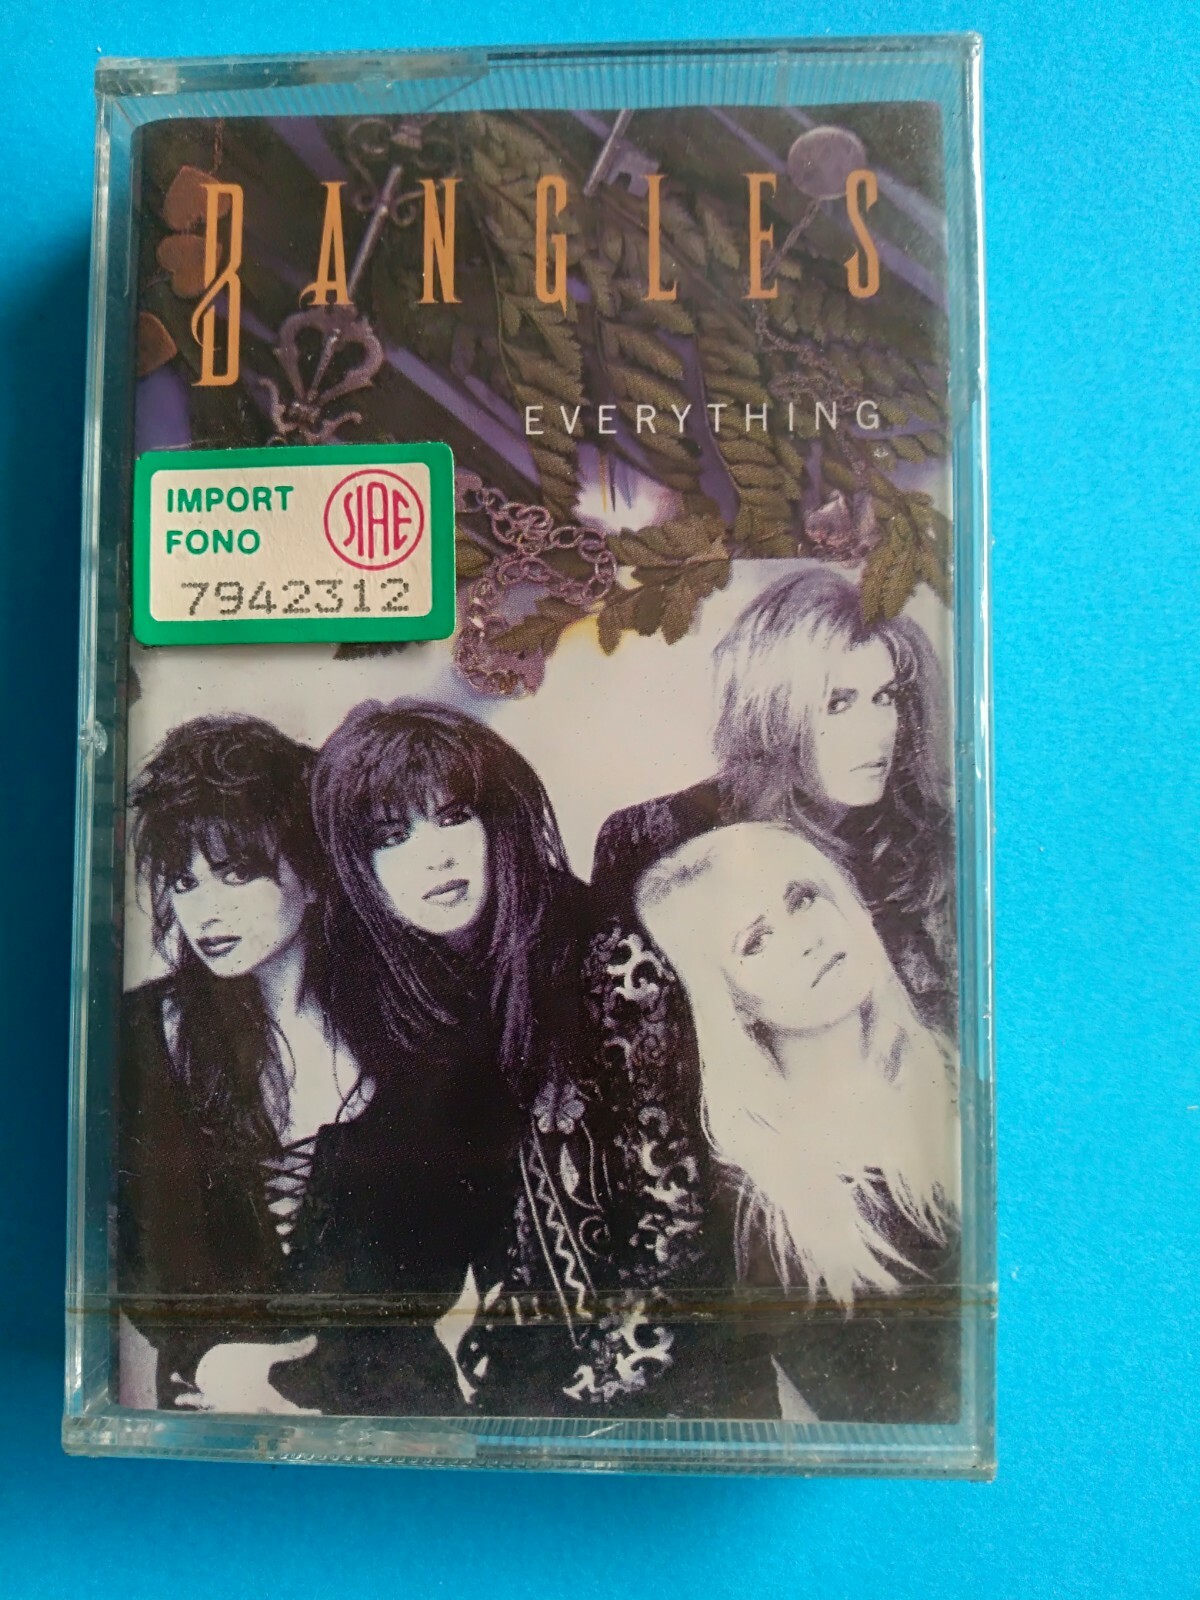 BANGLES
EVERYTHING
IMPORT
FONO
SIAE
7942312